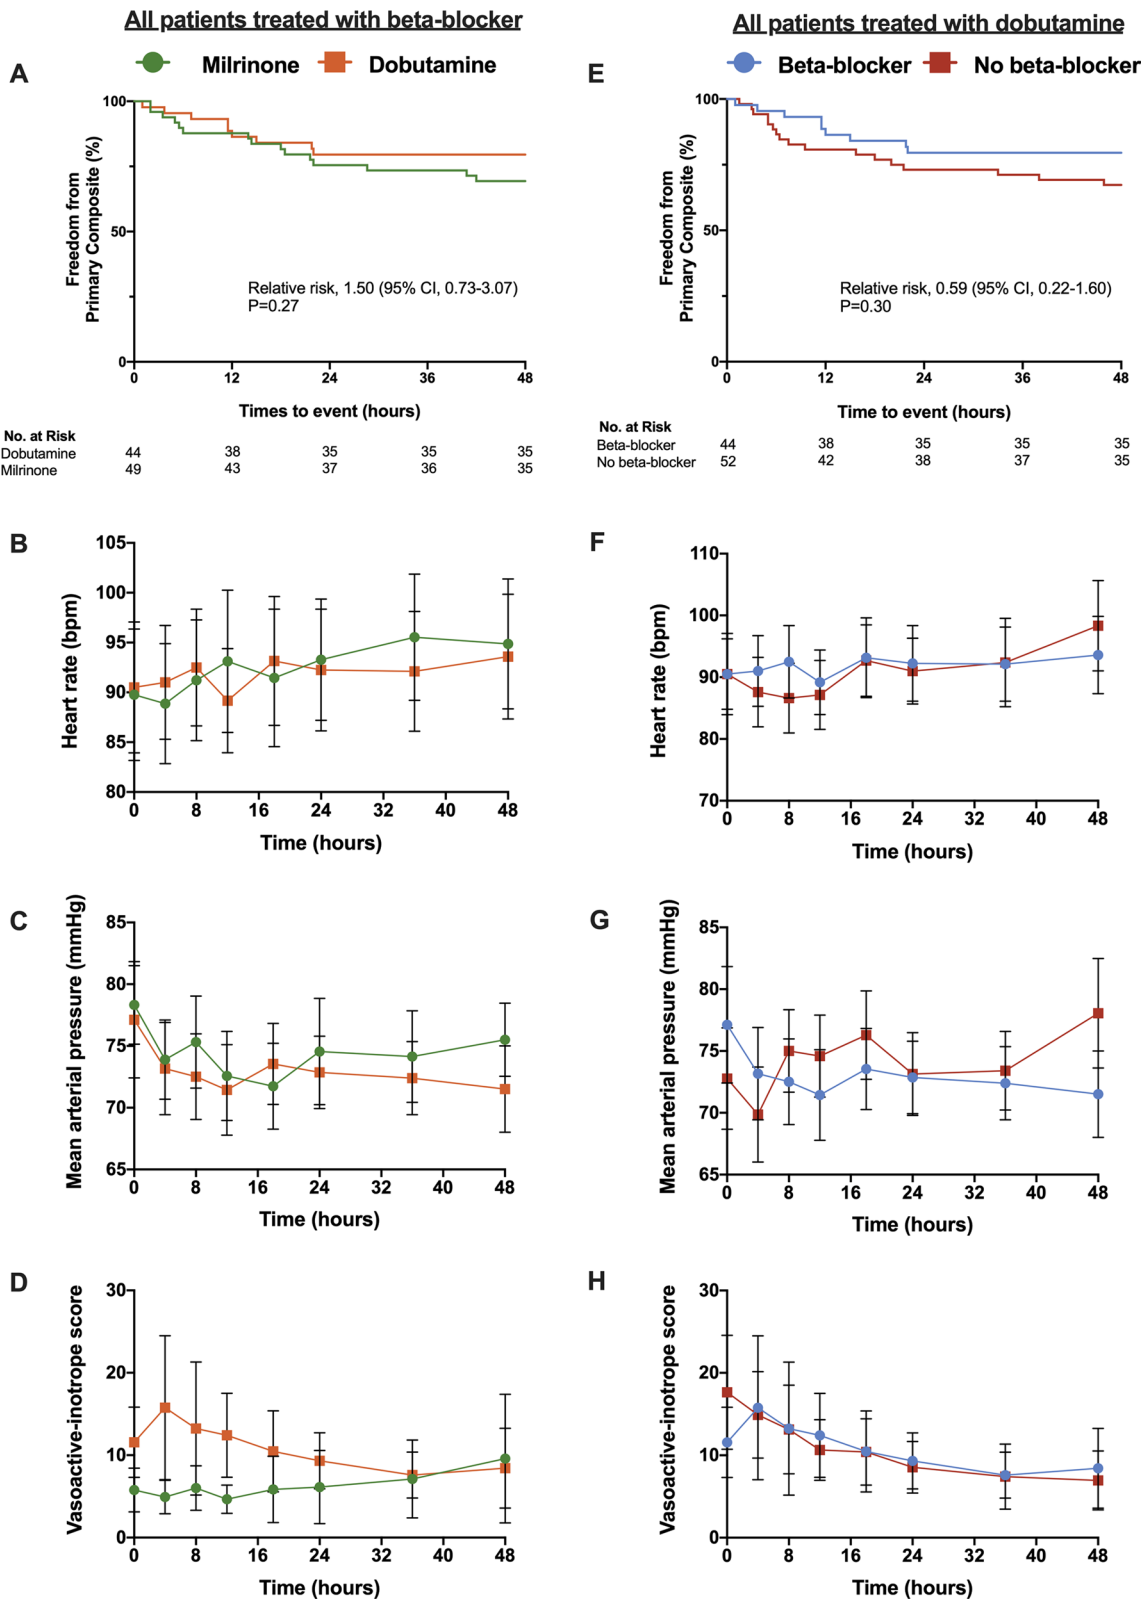 All patients treated with beta-blocker
Milrinone Dobutamine
A
Freedom from
Primary Composite (%)
100
50
0
Relative risk, 1.50 (95% CI, 0.73-3.07)
P=0.27
0 12 24 36 48
Times to event (hours)
No. at Risk
Dobutamine 44 38 35 35 35
Milrinone 49 43 37 36 35
B
Heart rate (bpm)
105
100
95
90
85
80
0 8 16 24 32 40 48
Time (hours)
C
Mean arterial pressure (mmHg)
85
80
75
70
65
0 8 16 24 32 40 48
Time (hours)
D
Vasoactive-inotrope score
30
20
10
0
0 8 16 24 32 40 48
Time (hours)
All patients treated with dobutamine
Beta-blocker No beta-blocker
E
Freedom from
Primary Composite (%)
100
50
0
Relative risk, 0.59 (95% CI, 0.22-1.60)
P=0.30
0 12 24 36 48
Time to event (hours)
No. at Risk
Beta-blocker 44 38 35 35 35
No beta-blocker 52 42 38 37 35
F
Heart rate (bpm)
110
100
90
80
70
0 8 16 24 32 40 48
Time (hours)
G
Mean arterial pressure (mmHg)
85
80
75
70
65
0 8 16 24 32 40 48
Time (hours)
H
Vasoactive-inotrope score
30
20
10
0
0 8 16 24 32 40 48
Time (hours)